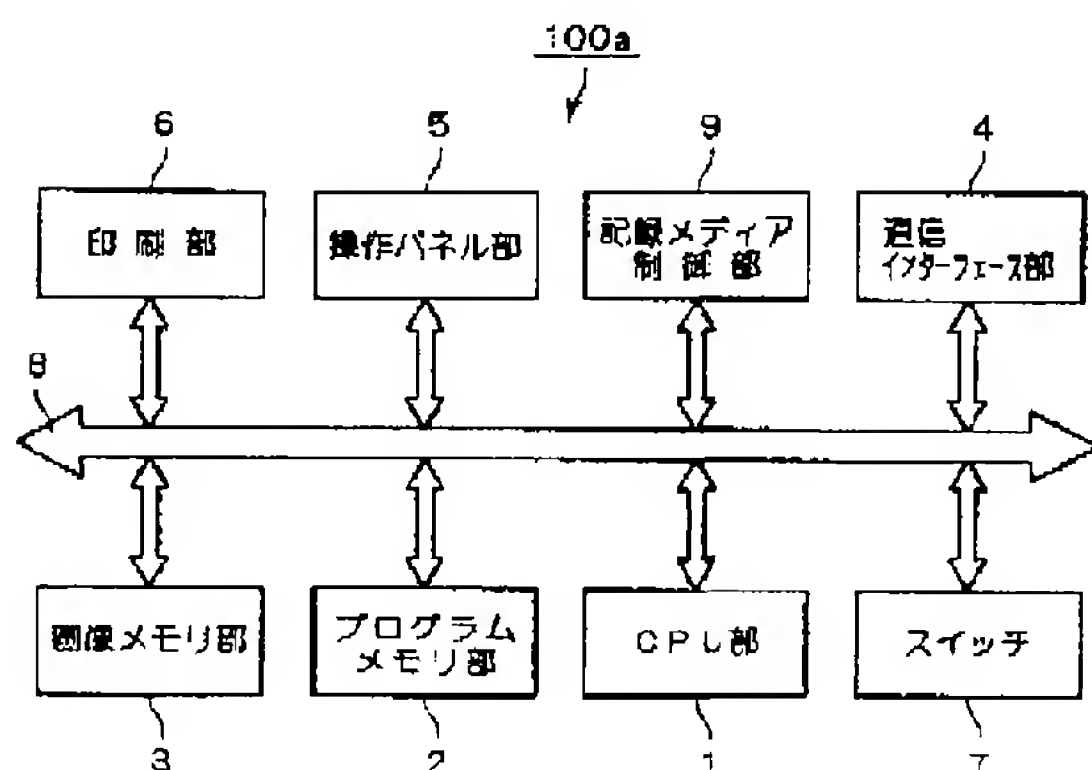 100a
6
5
9
4
印刷部
操作パネル部
記録メディア
制御部
通信
インターフェース部
8
画像メモリ部
プログラム
メモリ部
CPU部
スイッチ
3
2
1
7